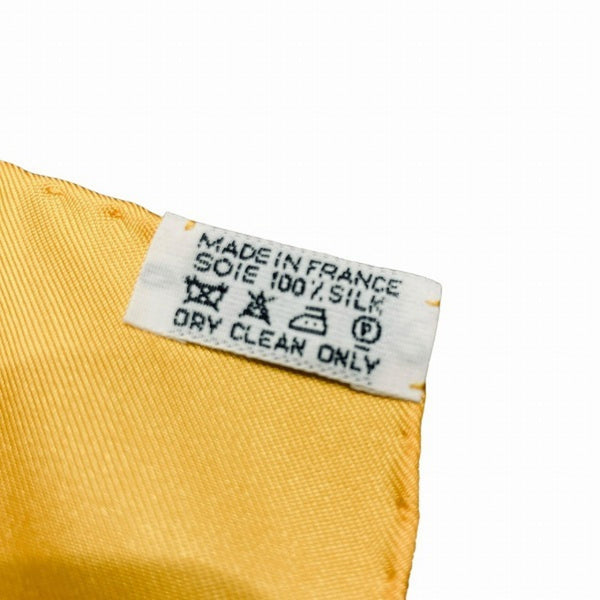 MADE IN FRANCE
SOIE 100% SILK
P
DRY CLEAN ONLY